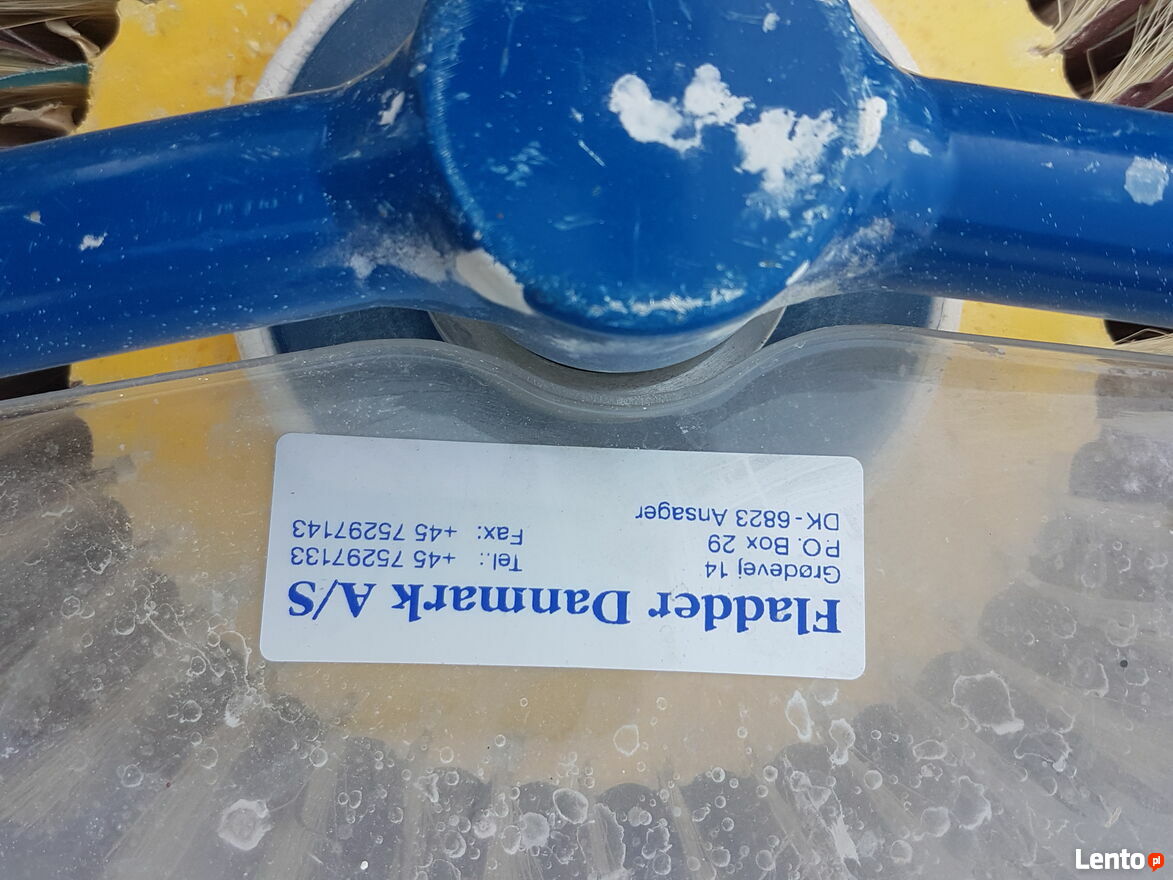 Fladder Danmark A/S
Grødevej 14
P.O. Box 29
DK - 6823 Ansager
Tel.: +45 75297133
Fax: +45 75297143
Lento pl